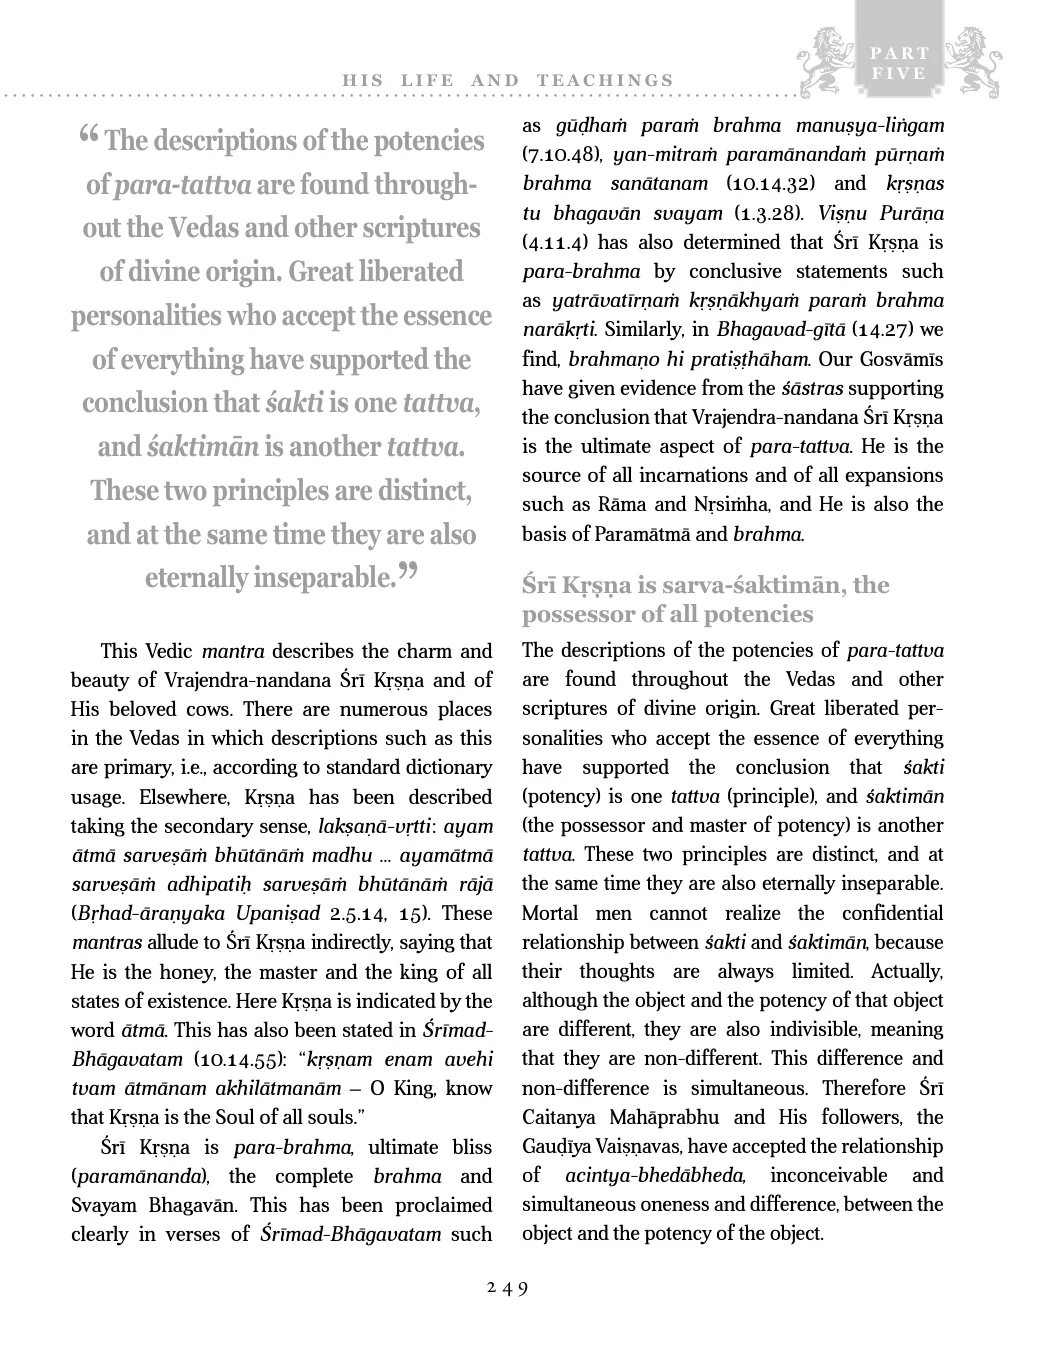 PART
FIVE
HIS LIFE AND TEACHINGS
“ The descriptions of the potencies
of para-tattva are found through-
out the Vedas and other scriptures
of divine origin. Great liberated
personalities who accept the essence
of everything have supported the
conclusion that śakti is one tattva,
and śaktimān is another tattva.
These two principles are distinct,
and at the same time they are also
eternally inseparable.”
This Vedic mantra describes the charm and
beauty of Vrajendra-nandana Śrī Kṛṣṇa and of
His beloved cows. There are numerous places
in the Vedas in which descriptions such as this
are primary, i.e., according to standard dictionary
usage. Elsewhere, Kṛṣṇa has been described
taking the secondary sense, lakṣaṇā-vṛtti: ayam
ātmā sarveṣāṁ bhūtānāṁ madhu ... ayamātmā
sarveṣāṁ adhipatiḥ sarveṣāṁ bhūtānāṁ rājā
(Bṛhad-āraṇyaka Upaniṣad 2.5.14, 15). These
mantras allude to Śrī Kṛṣṇa indirectly, saying that
He is the honey, the master and the king of all
states of existence. Here Kṛṣṇa is indicated by the
word ātmā. This has also been stated in Śrīmad-
Bhāgavatam (10.14.55): “kṛṣṇam enam avehi
tvam ātmānam akhilātmanām – O King, know
that Kṛṣṇa is the Soul of all souls.”
Śrī Kṛṣṇa is para-brahma, ultimate bliss
(paramānanda), the complete brahma and
Svayam Bhagavān. This has been proclaimed
clearly in verses of Śrīmad-Bhāgavatam such
as gūḍhaṁ paraṁ brahma manuṣya-liṅgam
(7.10.48), yan-mitraṁ paramānandaṁ pūrṇaṁ
brahma sanātanam (10.14.32) and kṛṣṇas
tu bhagavān svayam (1.3.28). Viṣṇu Purāṇa
(4.11.4) has also determined that Śrī Kṛṣṇa is
para-brahma by conclusive statements such
as yatrāvatīrṇaṁ kṛṣṇākhyaṁ paraṁ brahma
narākṛti. Similarly, in Bhagavad-gītā (14.27) we
find, brahmaṇo hi pratiṣṭhāham. Our Gosvāmīs
have given evidence from the śāstras supporting
the conclusion that Vrajendra-nandana Śrī Kṛṣṇa
is the ultimate aspect of para-tattva. He is the
source of all incarnations and of all expansions
such as Rāma and Nṛsiṁha, and He is also the
basis of Paramātmā and brahma.
Śrī Kṛṣṇa is sarva-śaktimān, the
possessor of all potencies
The descriptions of the potencies of para-tattva
are found throughout the Vedas and other
scriptures of divine origin. Great liberated per-
sonalities who accept the essence of everything
have supported the conclusion that śakti
(potency) is one tattva (principle), and śaktimān
(the possessor and master of potency) is another
tattva. These two principles are distinct, and at
the same time they are also eternally inseparable.
Mortal men cannot realize the confidential
relationship between śakti and śaktimān, because
their thoughts are always limited. Actually,
although the object and the potency of that object
are different, they are also indivisible, meaning
that they are non-different. This difference and
non-difference is simultaneous. Therefore Śrī
Caitanya Mahāprabhu and His followers, the
Gauḍīya Vaiṣṇavas, have accepted the relationship
of acintya-bhedābheda, inconceivable and
simultaneous oneness and difference, between the
object and the potency of the object.
249